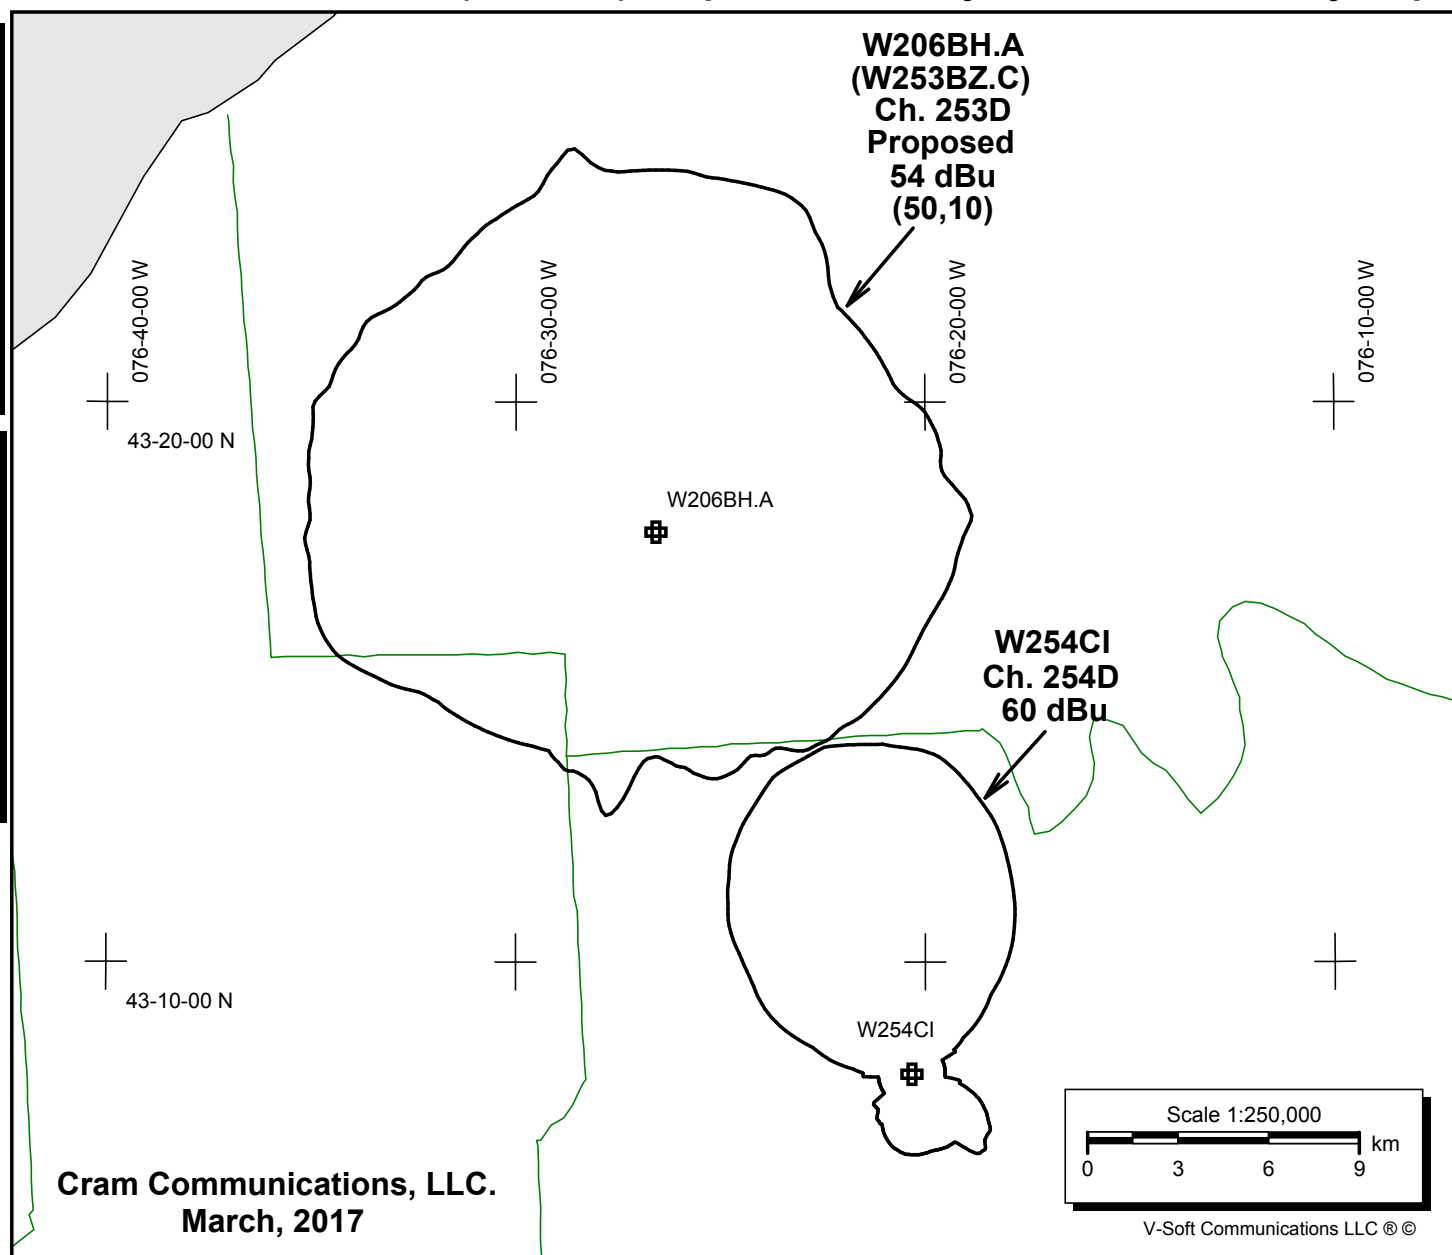 W206BH.A
(W253BZ.C)
Ch. 253D
Proposed
54 dBu
(50,10)
076-40-00 W
076-30-00 W
076-20-00 W
076-10-00 W
43-20-00 N
W206BH.A
W254CI
Ch. 254D
60 dBu
43-10-00 N
W254CI
Scale 1:250,000
km
0 3 6 9
Cram Communications, LLC.
March, 2017
V-Soft Communications LLC ® ©